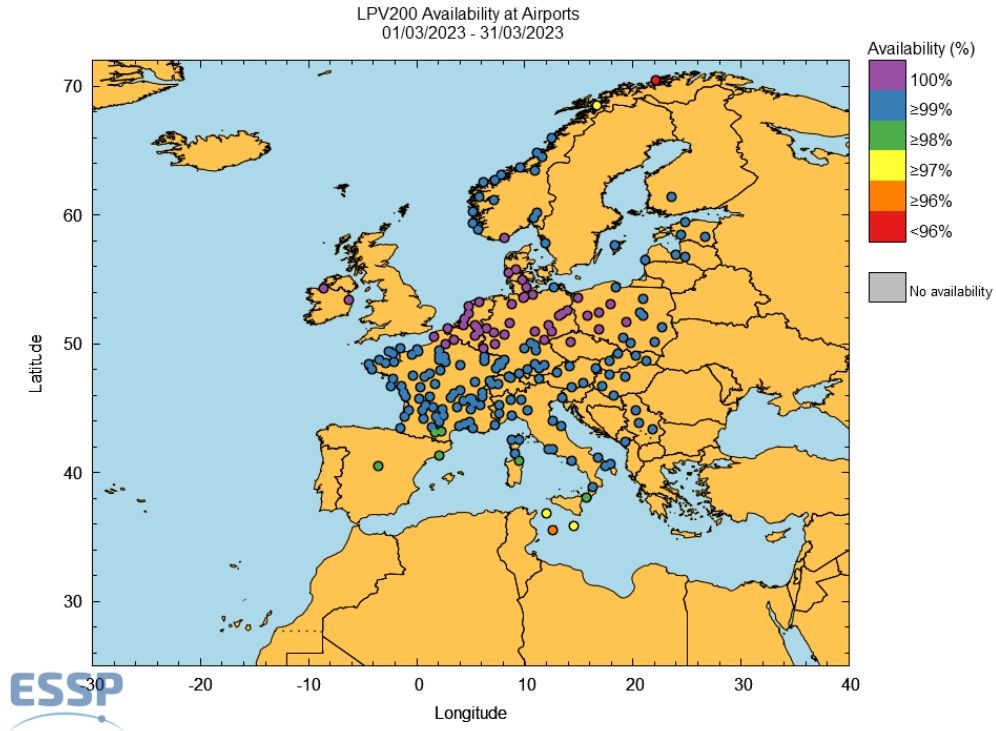 LPV200 Availability at Airports
01/03/2023 - 31/03/2023
Availability (%)
100%
≥99%
≥98%
≥97%
≥96%
<96%
No availability
70
60
50
40
30
Latitude
-30
-20
-10
0
10
20
30
40
Longitude
ESSP